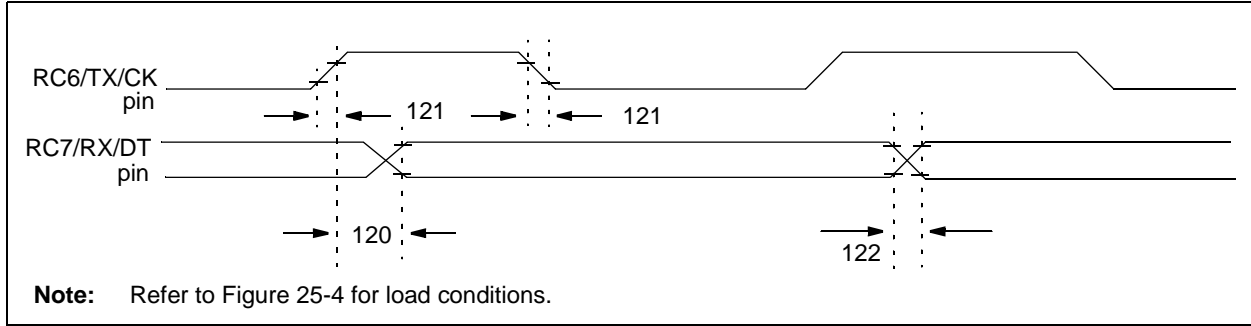 RC6/TX/CK
pin
121
121
RC7/RX/DT
pin
120
122
Note: Refer to Figure 25-4 for load conditions.